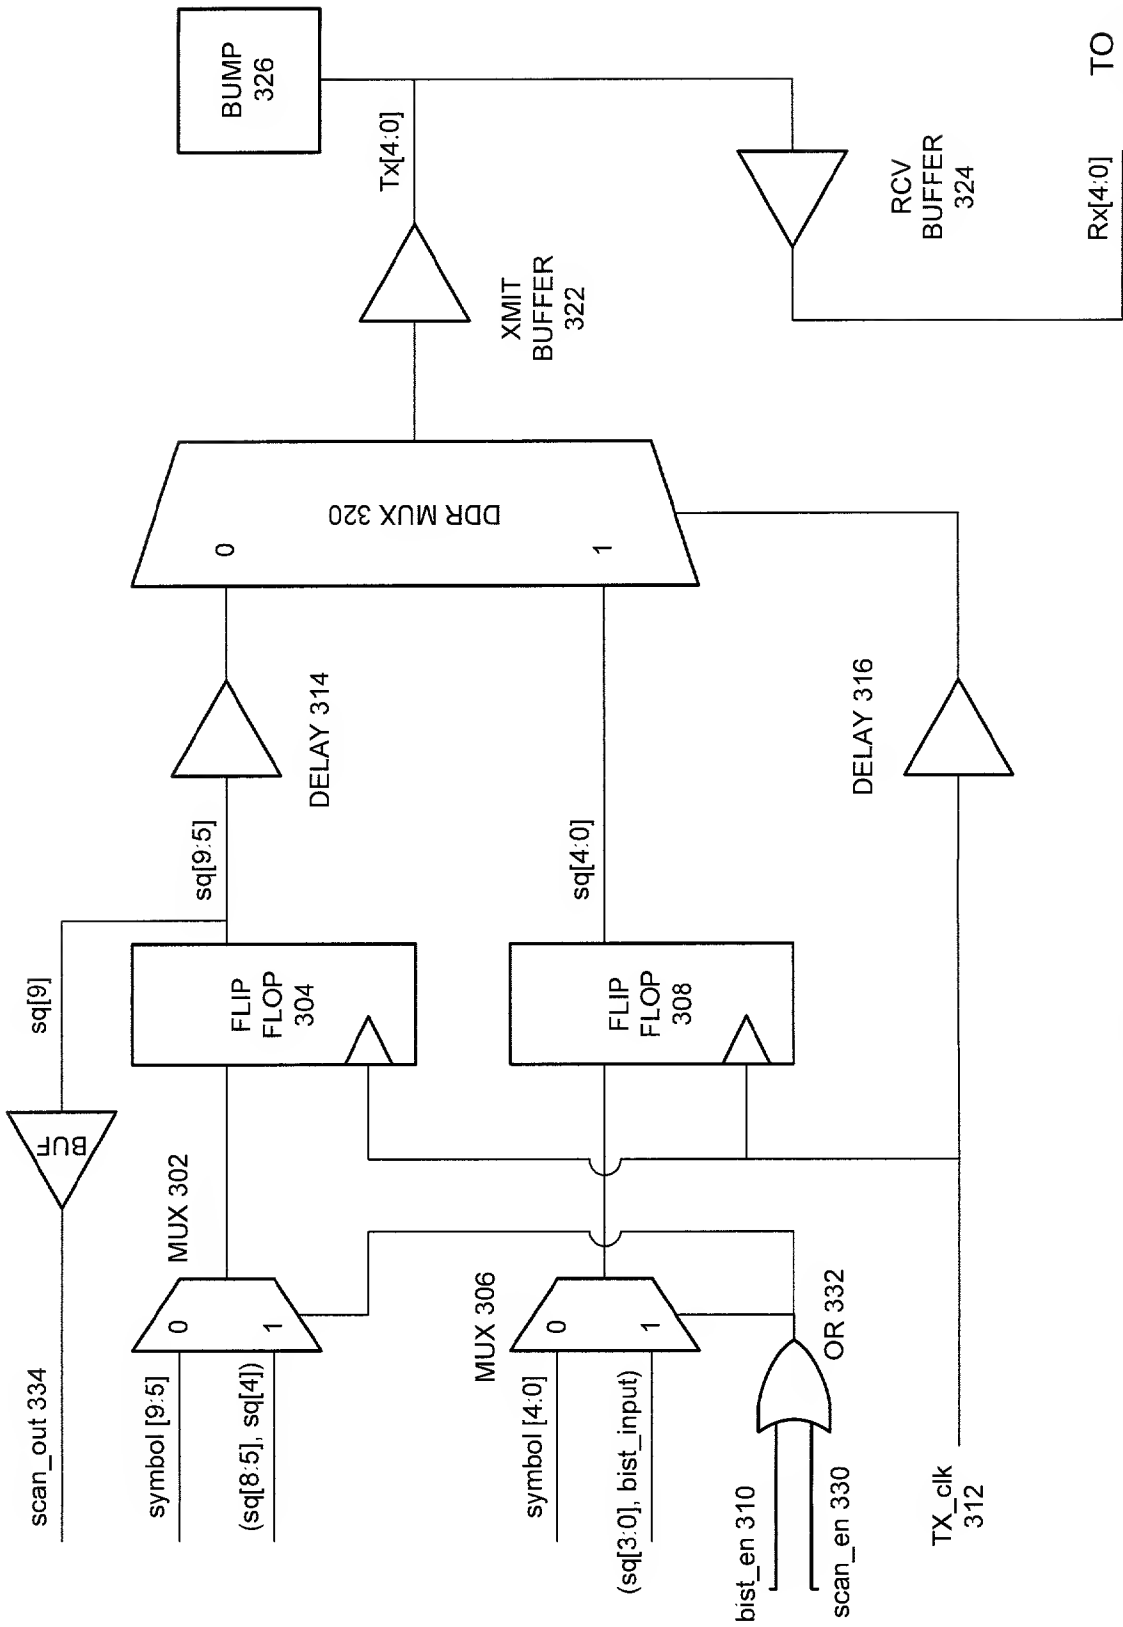 scan_out 334
BUF
sq[9]
symbol [9:5]
(sq[8:5], sq[4])
0
1
MUX 302
FLIP
FLOP
304
sq[9:5]
DELAY 314
symbol [4:0]
(sq[3:0], bist_input)
MUX 306
0
1
FLIP
FLOP
308
sq[4:0]
bist_en 310
scan_en 330
OR 332
TX_clk
312
DELAY 316
0
1
DDR MUX 320
XMIT
BUFFER
322
Tx[4:0]
BUMP
326
RCV
BUFFER
324
Rx[4:0]
TO